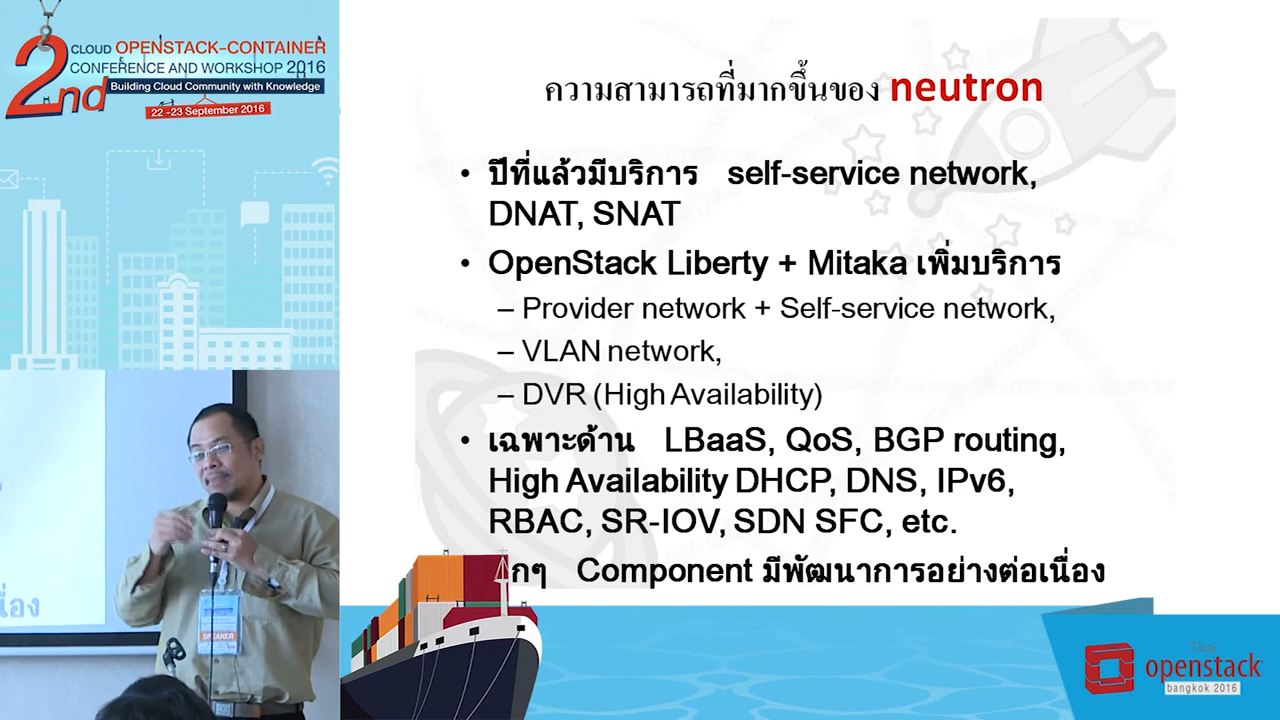 2nd
CLOUD OPENSTACK-CONTAINER
CONFERENCE AND WORKSHOP 2016
Building Cloud Community with Knowledge
22 -23 September 2016
ความสามารถที่มากขึ้นของ neutron
• ปีที่แล้วมีบริการ self-service network,
DNAT, SNAT
• OpenStack Liberty + Mitaka เพิ่มบริการ
– Provider network + Self-service network,
– VLAN network,
– DVR (High Availability)
• เฉพาะด้าน LBaaS, QoS, BGP routing,
High Availability DHCP, DNS, IPv6,
RBAC, SR-IOV, SDN SFC, etc.
กๆ Component มีพัฒนาการอย่างต่อเนื่อง
นื่อง
SPEAKER
Thai
openstack
bangkok 2016